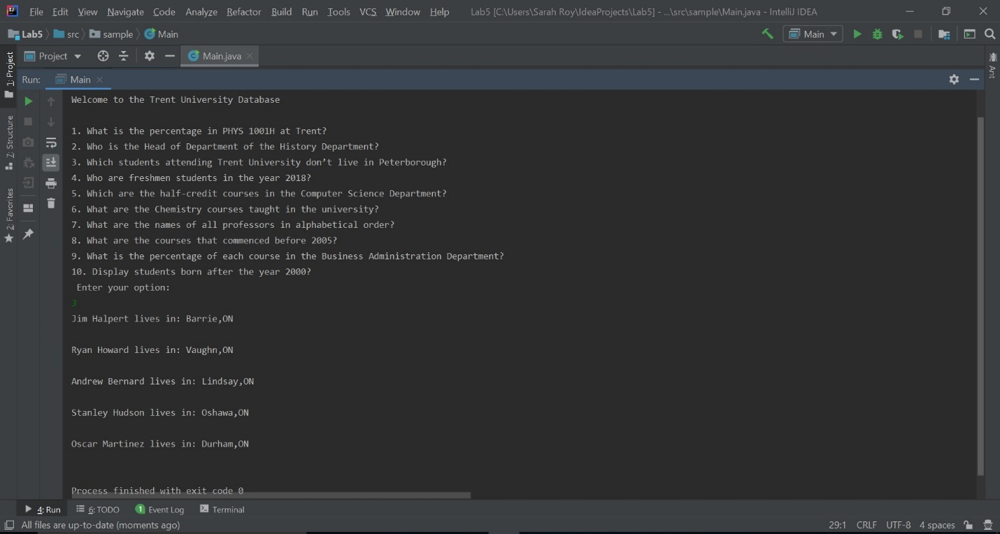 File Edit View Navigate Code Analyze Refactor Build Run Tools VCS Window Help Lab5 [C:\Users\Sarah Roy\IdeaProjects\Lab5] - ...\src\sample\Main.java - IntelliJ IDEA
Lab5 src sample Main Main
1: Project
Project Main.java
Ant
Run: Main
Z: Structure
2: Favorites
Welcome to the Trent University Database
1. What is the percentage in PHYS 1001H at Trent?
2. Who is the Head of Department of the History Department?
3. Which students attending Trent University don’t live in Peterborough?
4. Who are freshmen students in the year 2018?
5. Which are the half-credit courses in the Computer Science Department?
6. What are the Chemistry courses taught in the university?
7. What are the names of all professors in alphabetical order?
8. What are the courses that commenced before 2005?
9. What is the percentage of each course in the Business Administration Department?
10. Display students born after the year 2000?
Enter your option:
3
Jim Halpert lives in: Barrie,ON
Ryan Howard lives in: Vaughn,ON
Andrew Bernard lives in: Lindsay,ON
Stanley Hudson lives in: Oshawa,ON
Oscar Martinez lives in: Durham,ON
Process finished with exit code 0
4: Run 6: TODO 1 Event Log Terminal
All files are up-to-date (moments ago) 29:1 CRLF UTF-8 4 spaces